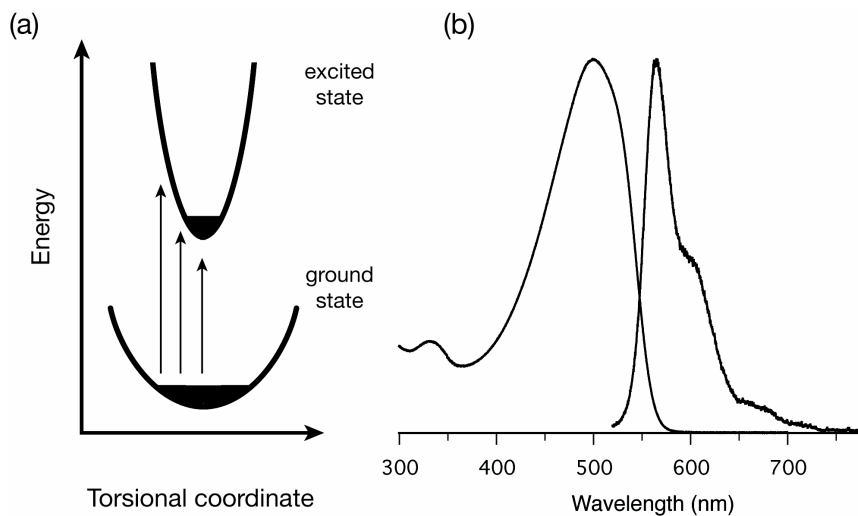 (a)
Energy
excited
state
ground
state
Torsional coordinate
(b)
300 400 500 600 700
Wavelength (nm)